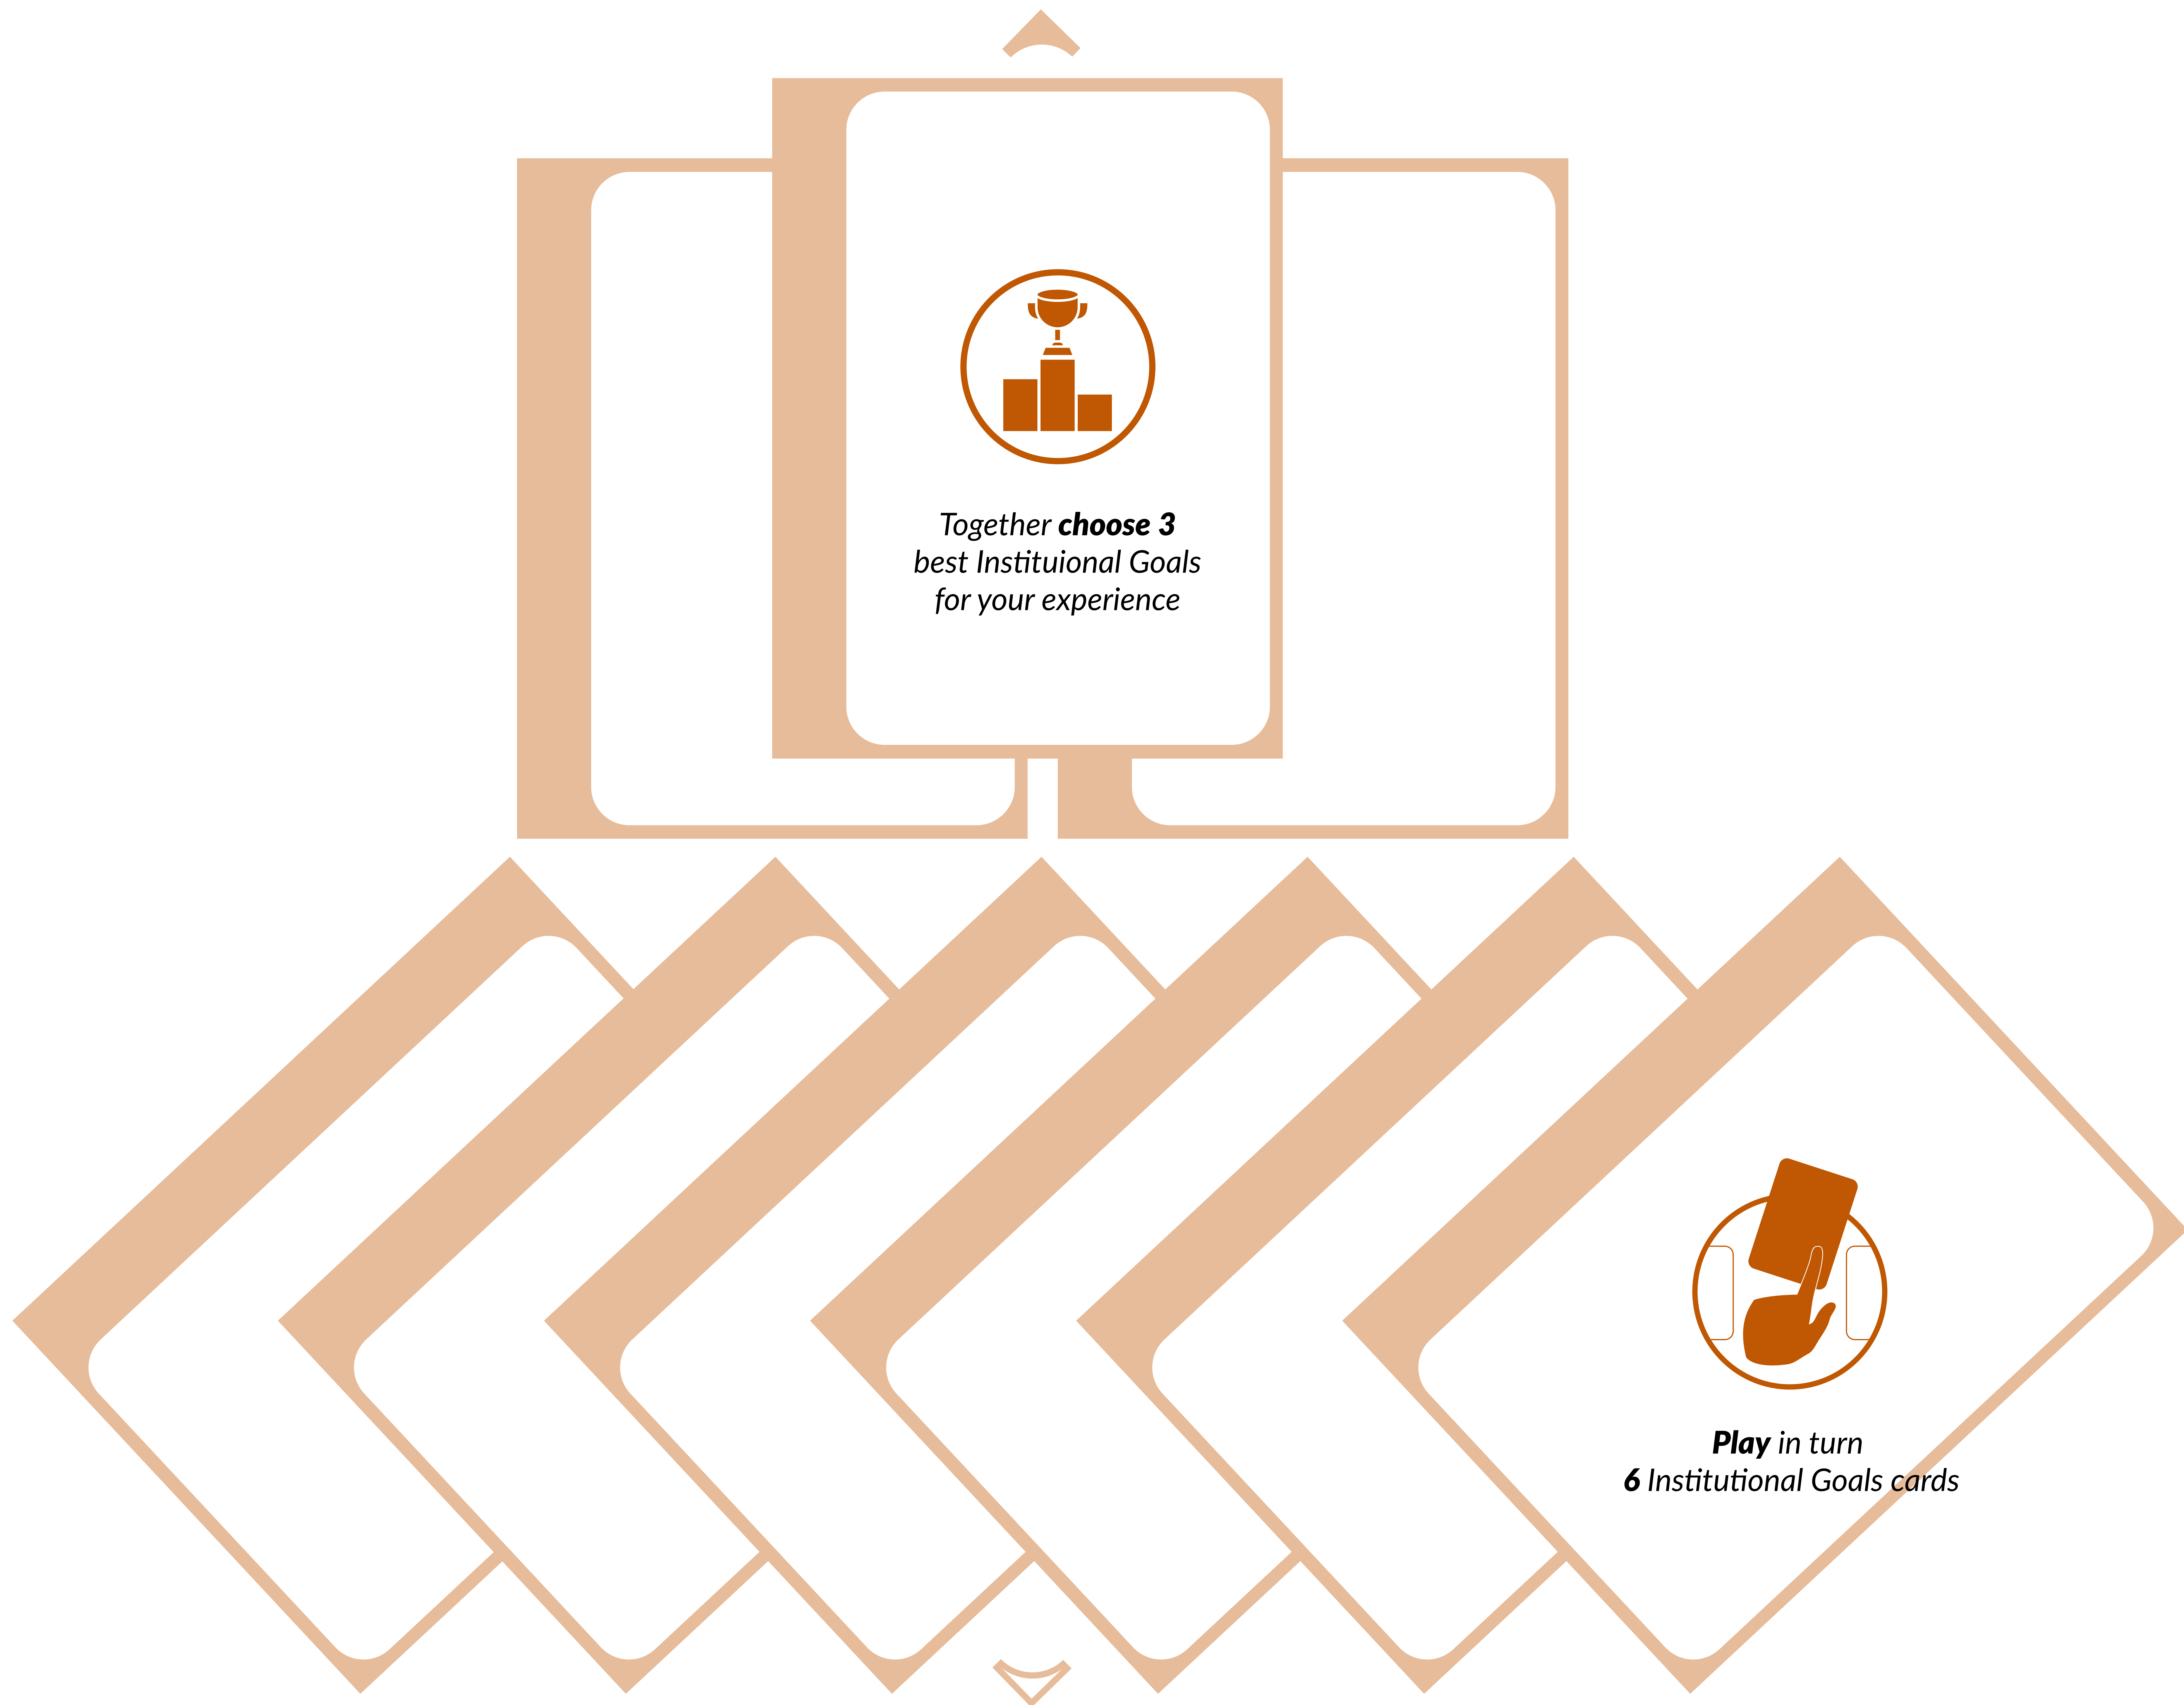 Together choose 3
best Instituional Goals
for your experience
Play in turn
6 Institutional Goals cards